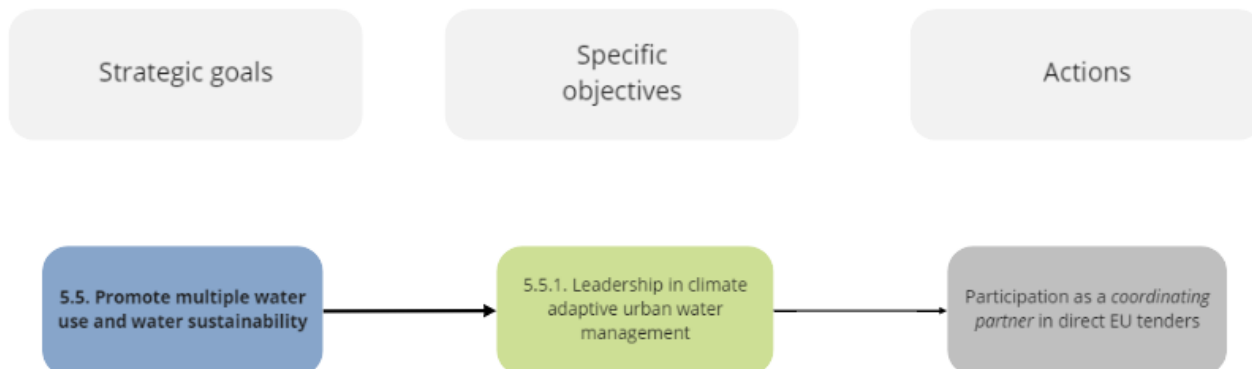 Strategic goals
Specific
objectives
Actions
5.5. Promote multiple water
use and water sustainability
5.5.1. Leadership in climate
adaptive urban water
management
Participation as a coordinating
partner in direct EU tenders